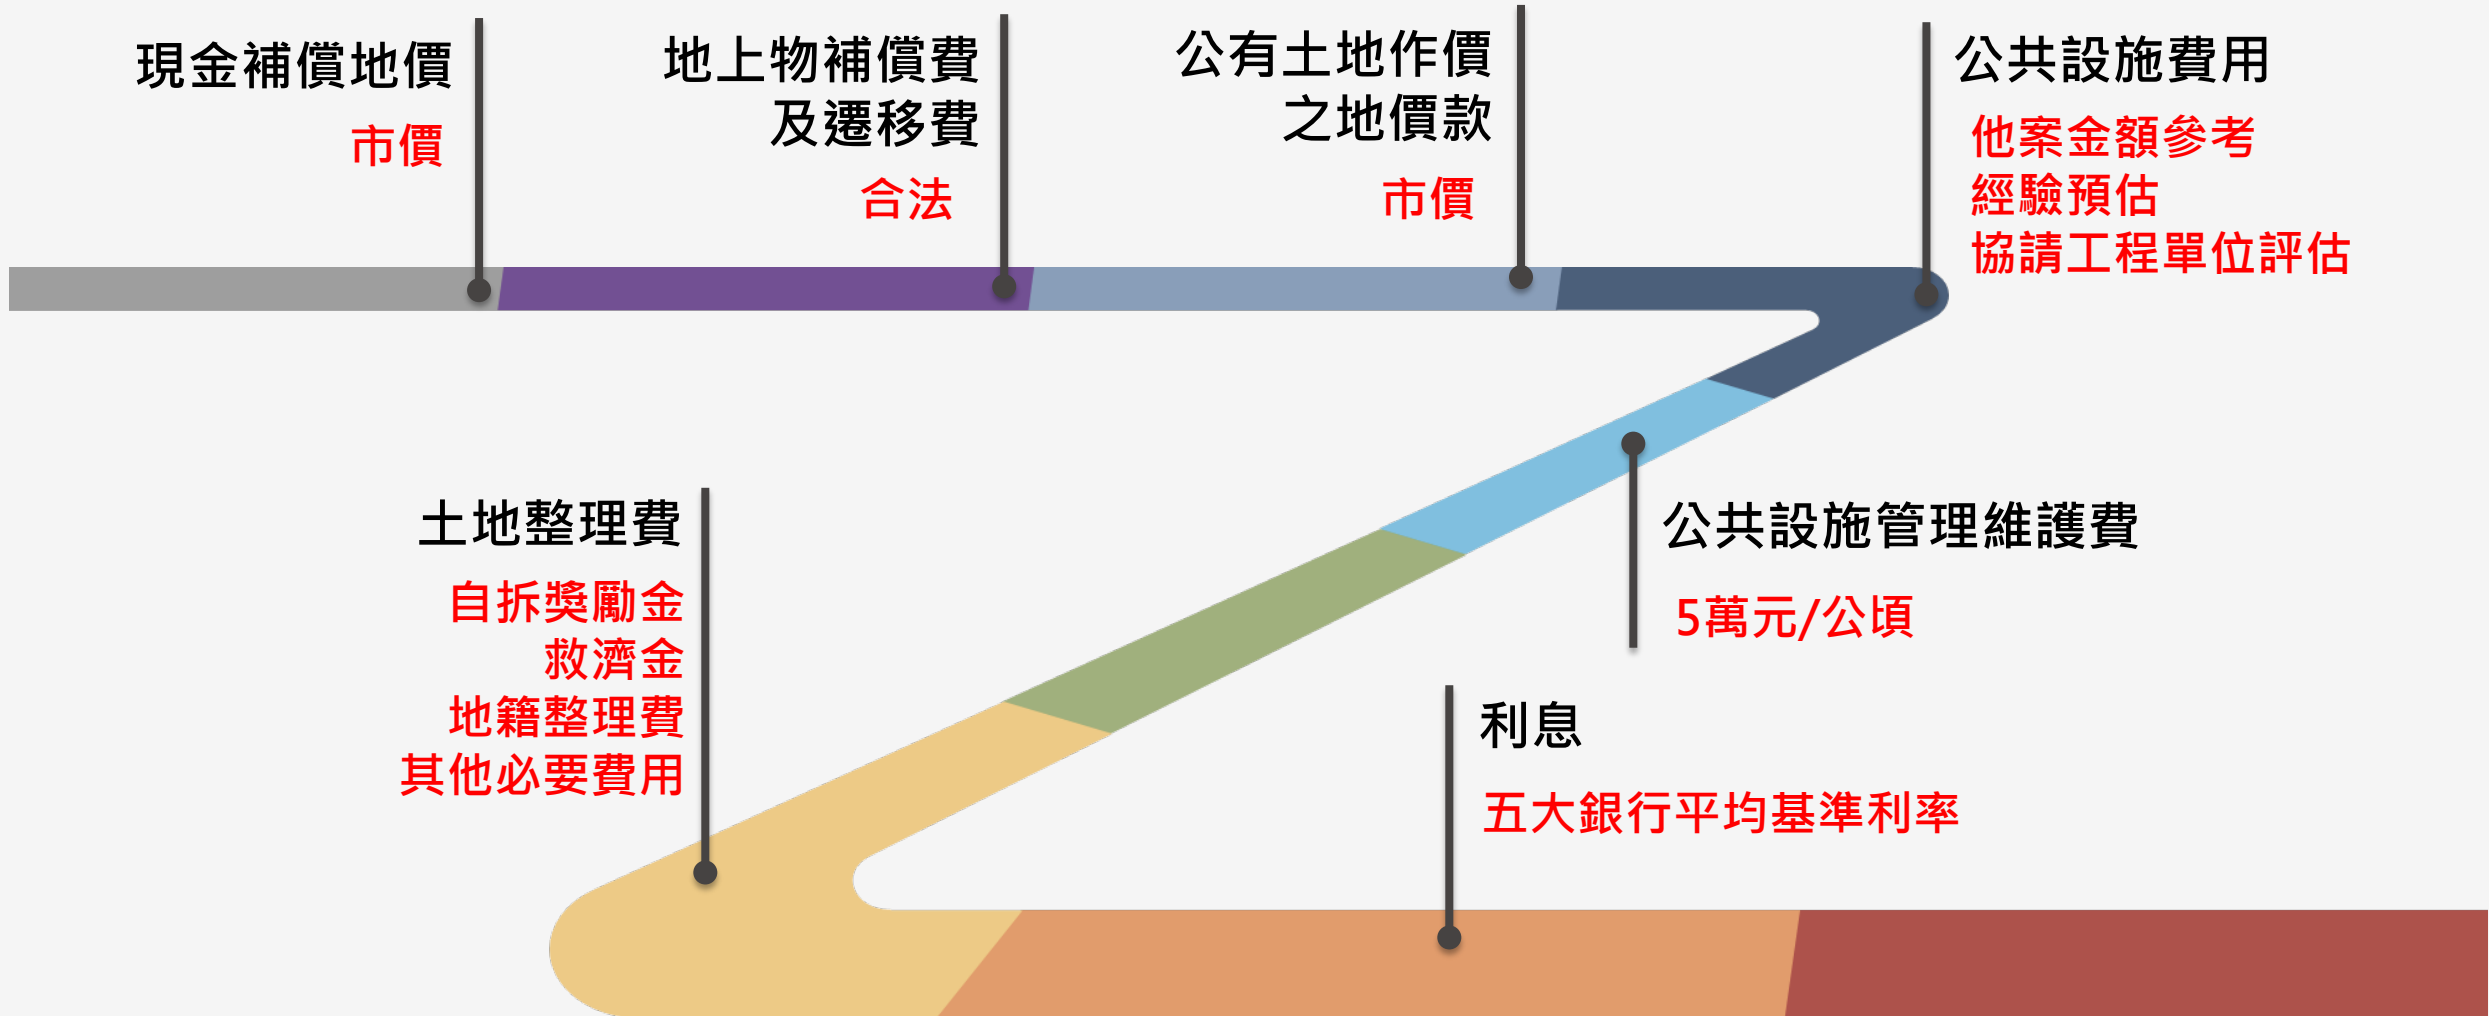 現金補償地價
市價
地上物補償費
及遷移費
合法
公有土地作價
之地價款
市價
公共設施費用
他案金額參考
經驗預估
協請工程單位評估
公共設施管理維護費
5萬元/公頃
土地整理費
自拆獎勵金
救濟金
地籍整理費
其他必要費用
利息
五大銀行平均基準利率